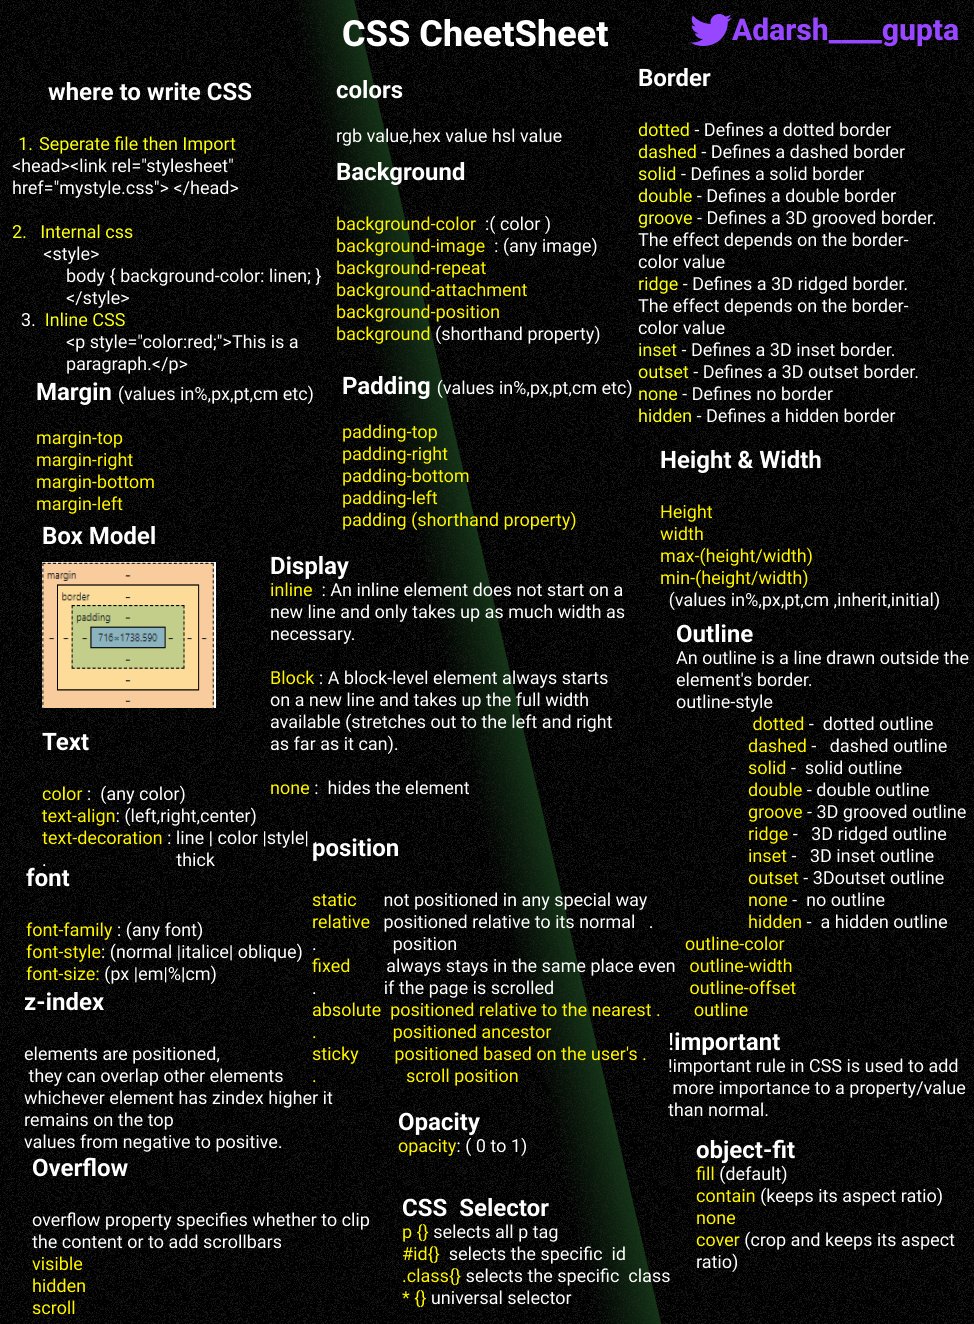 CSS CheetSheet
Adarsh____gupta
where to write CSS
1. Seperate file then Import
<head><link rel="stylesheet"
href="mystyle.css"> </head>
2. Internal css
<style>
body { background-color: linen; }
</style>
3. Inline CSS
<p style="color:red;">This is a
paragraph.</p>
Margin (values in%,px,pt,cm etc)
margin-top
margin-right
margin-bottom
margin-left
Box Model
margin -
border -
padding -
- - - 716×1738.590 - - -
-
-
-
Text
color : (any color)
text-align: (left,right,center)
text-decoration : line | color |style|
. thick
font
font-family : (any font)
font-style: (normal |italice| oblique)
font-size: (px |em|%|cm)
z-index
elements are positioned,
they can overlap other elements
whichever element has zindex higher it
remains on the top
values from negative to positive.
Overflow
overflow property specifies whether to clip
the content or to add scrollbars
visible
hidden
scroll
colors
rgb value,hex value hsl value
Background
background-color :( color )
background-image : (any image)
background-repeat
background-attachment
background-position
background (shorthand property)
Padding (values in%,px,pt,cm etc)
padding-top
padding-right
padding-bottom
padding-left
padding (shorthand property)
Display
inline : An inline element does not start on a
new line and only takes up as much width as
necessary.
Block : A block-level element always starts
on a new line and takes up the full width
available (stretches out to the left and right
as far as it can).
none : hides the element
position
static not positioned in any special way
relative positioned relative to its normal .
. position
fixed always stays in the same place even
. if the page is scrolled
absolute positioned relative to the nearest .
. positioned ancestor
sticky positioned based on the user's .
. scroll position
Opacity
opacity: ( 0 to 1)
CSS Selector
p {} selects all p tag
#id{} selects the specific id
.class{} selects the specific class
* {} universal selector
Border
dotted - Defines a dotted border
dashed - Defines a dashed border
solid - Defines a solid border
double - Defines a double border
groove - Defines a 3D grooved border.
The effect depends on the border-
color value
ridge - Defines a 3D ridged border.
The effect depends on the border-
color value
inset - Defines a 3D inset border.
outset - Defines a 3D outset border.
none - Defines no border
hidden - Defines a hidden border
Height & Width
Height
width
max-(height/width)
min-(height/width)
(values in%,px,pt,cm ,inherit,initial)
Outline
An outline is a line drawn outside the
element's border.
outline-style
dotted - dotted outline
dashed - dashed outline
solid - solid outline
double - double outline
groove - 3D grooved outline
ridge - 3D ridged outline
inset - 3D inset outline
outset - 3Doutset outline
none - no outline
hidden - a hidden outline
outline-color
outline-width
outline-offset
outline
!important
!important rule in CSS is used to add
more importance to a property/value
than normal.
object-fit
fill (default)
contain (keeps its aspect ratio)
none
cover (crop and keeps its aspect
ratio)